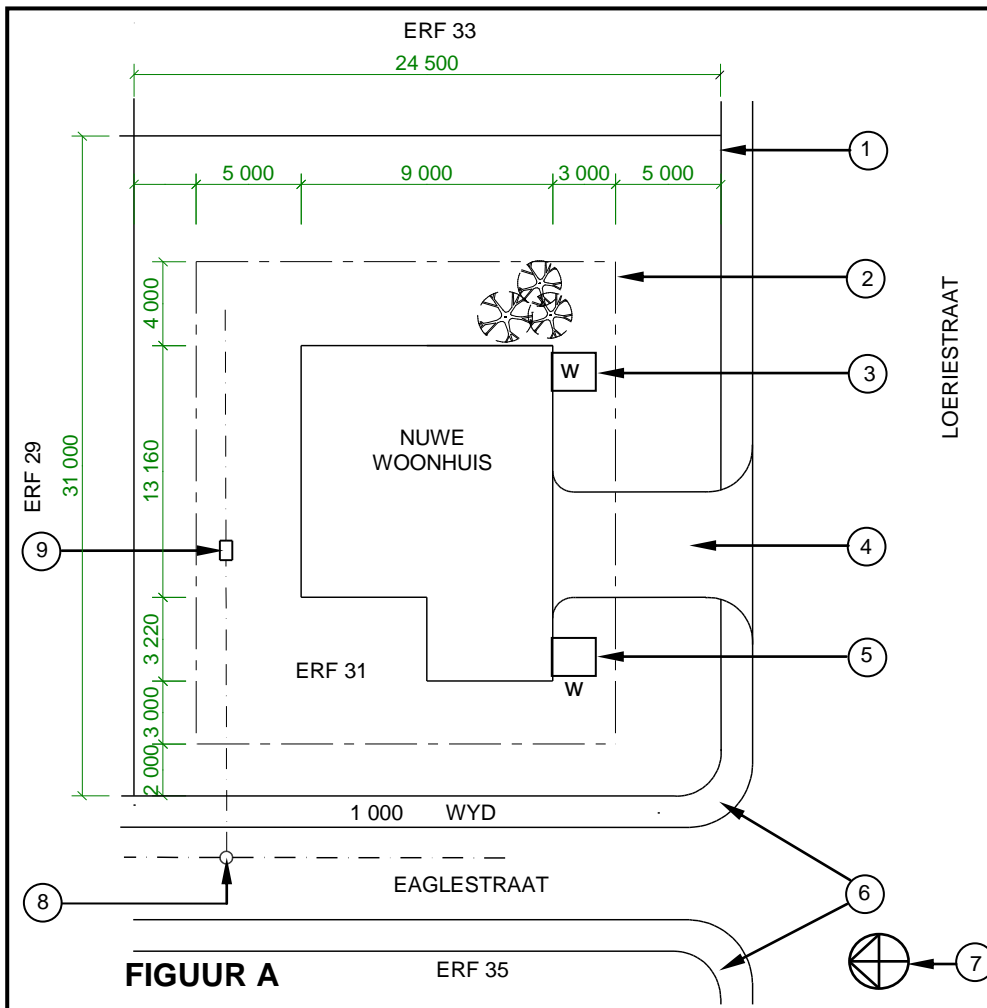 ERF 33
24 500
1
5 000
9 000
3 000
5 000
2
4 000
LOERIESTRAAT
W
3
NUWE
WOONHUIS
ERF 29
31 000
13 160
9
4
3 220
ERF 31
5
W
3 000
2 000
1 000 WYD
EAGLESTRAAT
8
6
FIGUUR A
ERF 35
7